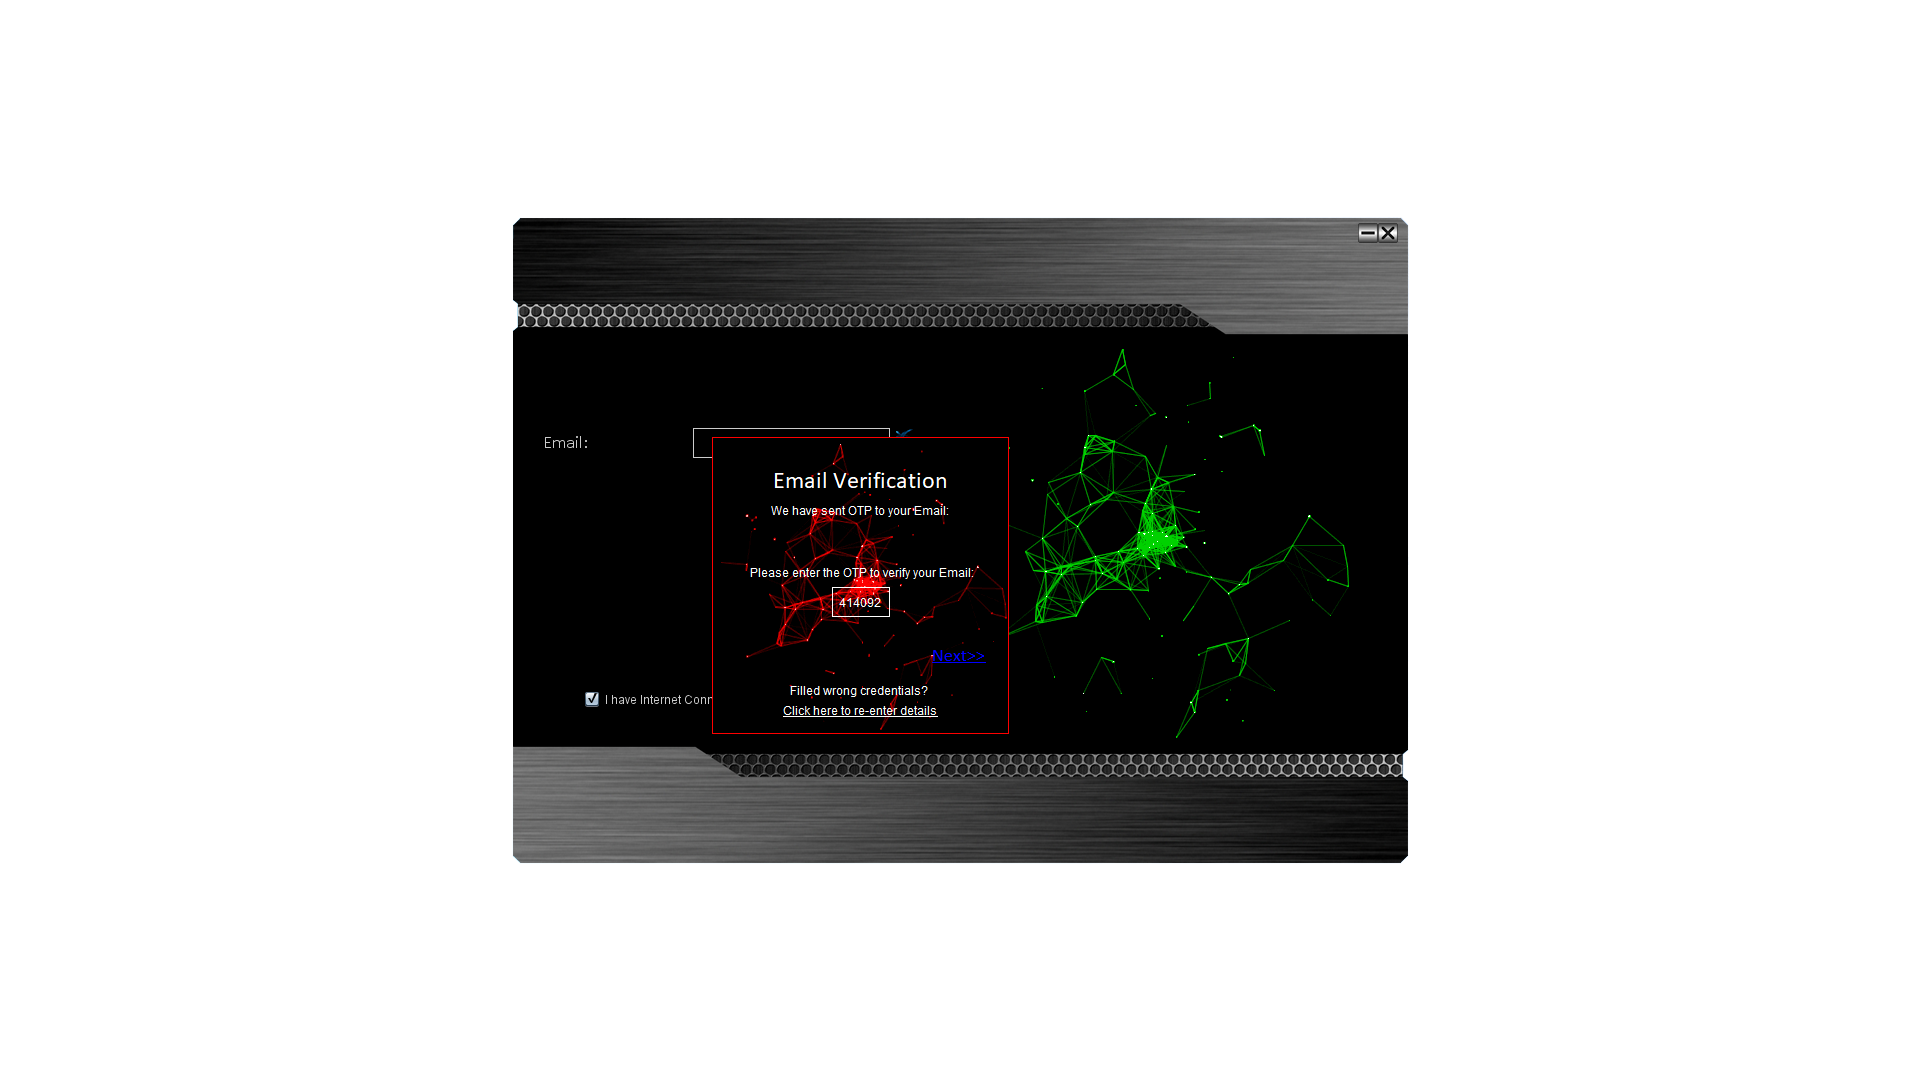 Email:
Email Verification
We have sent OTP to your Email:
Please enter the OTP to verify your Email:
414092
Next>>
I have Internet Conn
Filled wrong credentials?
Click here to re-enter details